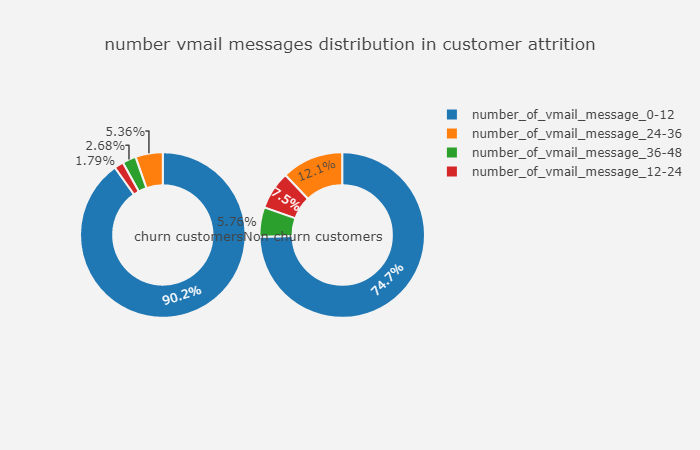 number vmail messages distribution in customer attrition
number_of_vmail_message_0-12
number_of_vmail_message_24-36
number_of_vmail_message_36-48
number_of_vmail_message_12-24
5.36%
2.68%
1.79%
90.2%
churn customers
12.1%
7.5%
5.76%
Non churn customers
74.7%